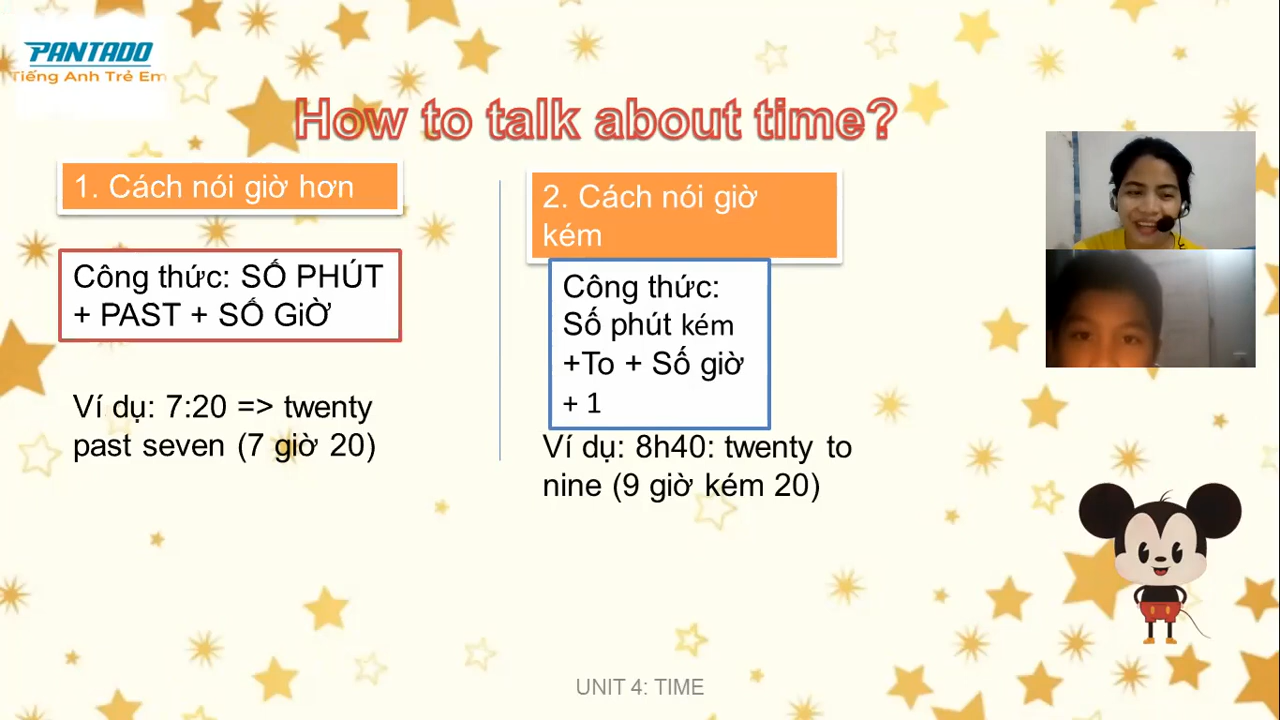 PANTADO
Tiếng Anh Trẻ Em
How to talk about time?
1. Cách nói giờ hơn
Công thức: SỐ PHÚT
+ PAST + SỐ GiỜ
Ví dụ: 7:20 => twenty
past seven (7 giờ 20)
2. Cách nói giờ
kém
Công thức:
Số phút kém
+To + Số giờ
+ 1
Ví dụ: 8h40: twenty to
nine (9 giờ kém 20)
UNIT 4: TIME